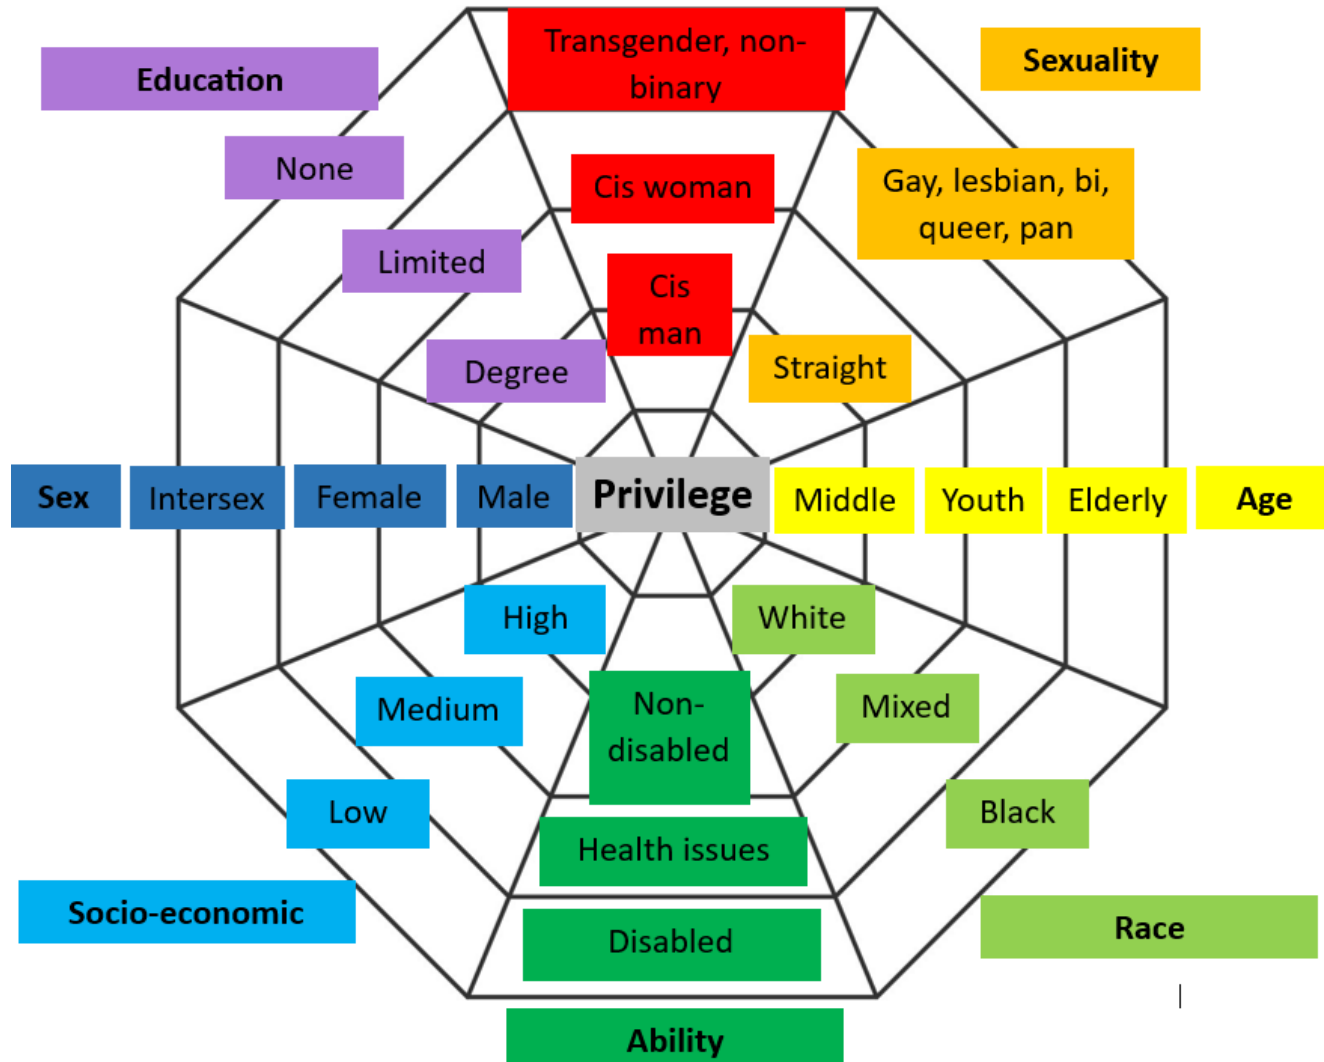 Transgender, non-
binary
Education
Sexuality
None
Cis woman
Gay, lesbian, bi,
queer, pan
Limited
Cis
man
Degree
Straight
Sex
Intersex
Female
Male
Privilege
Middle
Youth
Elderly
Age
High
White
Medium
Non-
disabled
Mixed
Low
Health issues
Black
Socio-economic
Disabled
Race
Ability